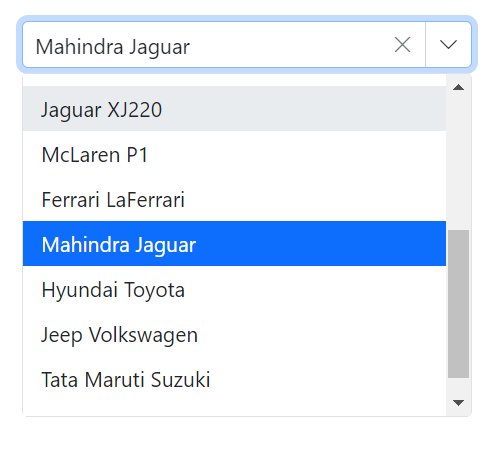 Mahindra Jaguar
Jaguar XJ220
McLaren P1
Ferrari LaFerrari
Mahindra Jaguar
Hyundai Toyota
Jeep Volkswagen
Tata Maruti Suzuki